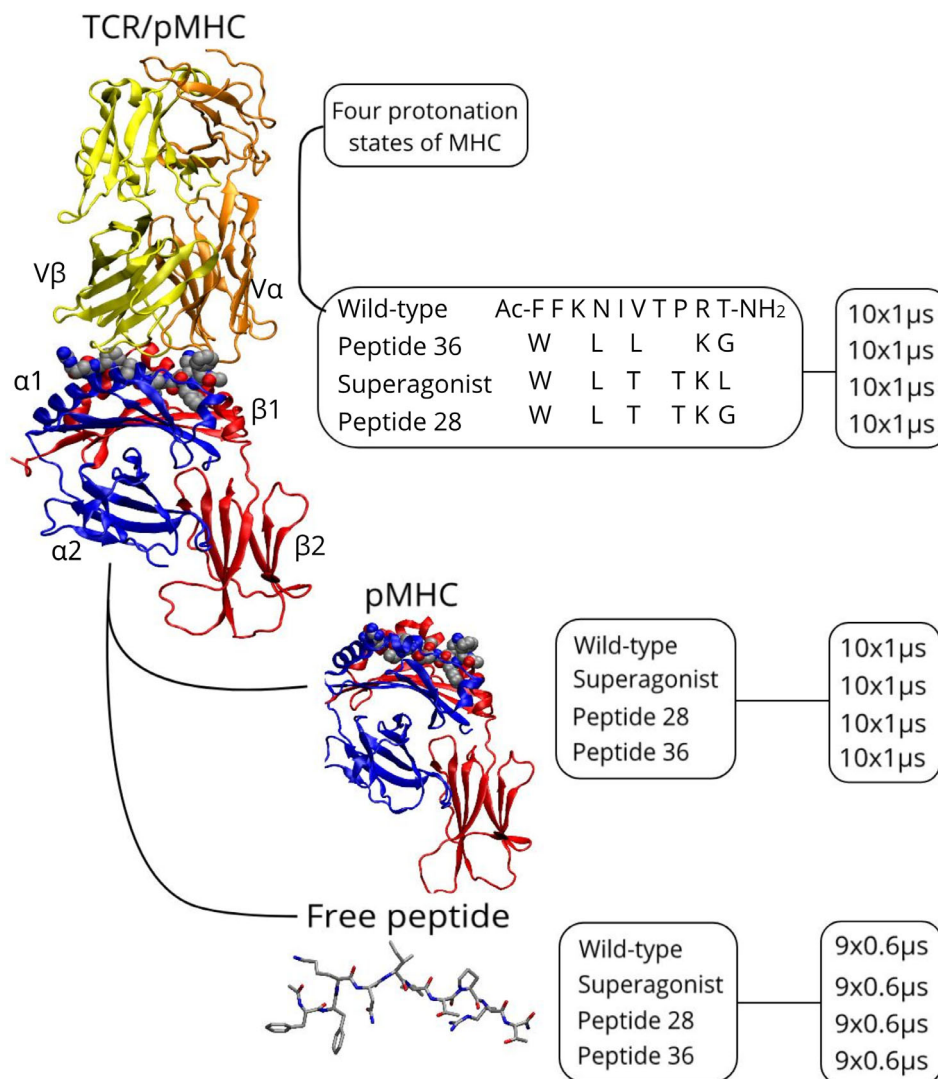 TCR/pMHC
Four protonation
states of MHC
Vβ
Vα
Wild-type Ac-F F K N I V T P R T-NH2
Peptide 36 W L L K G
Superagonist W L T T K L
Peptide 28 W L T T K G
10x1µs
10x1µs
10x1µs
10x1µs
α1
β1
α2
β2
pMHC
Wild-type
Superagonist
Peptide 28
Peptide 36
10x1µs
10x1µs
10x1µs
10x1µs
Free peptide
Wild-type
Superagonist
Peptide 28
Peptide 36
9x0.6µs
9x0.6µs
9x0.6µs
9x0.6µs